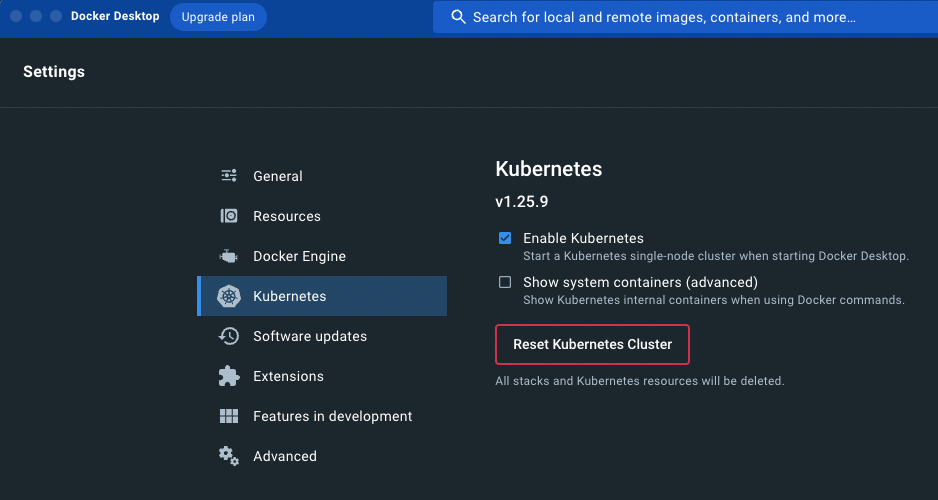 Docker Desktop
Upgrade plan
Search for local and remote images, containers, and more...
Settings
General
Resources
Docker Engine
Kubernetes
Software updates
Extensions
Features in development
Advanced
Kubernetes
v1.25.9
Enable Kubernetes
Start a Kubernetes single-node cluster when starting Docker Desktop.
Show system containers (advanced)
Show Kubernetes internal containers when using Docker commands.
Reset Kubernetes Cluster
All stacks and Kubernetes resources will be deleted.